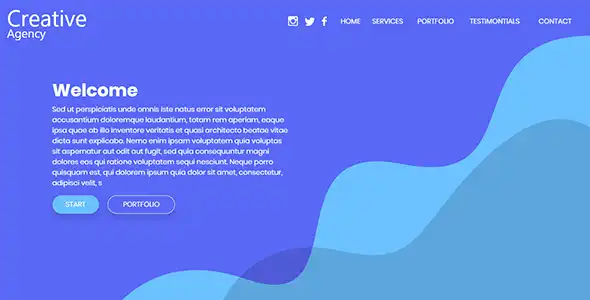 Creative
Agency
HOME SERVICES PORTFOLIO TESTIMONTIALS CONTACT
Welcome
Sed ut perspiciatis unde omnis iste natus error sit voluptatem
accusantium doloremque laudantium, totam rem aperiam, eaque
ipsa quae ab illo inventore veritatis et quasi architecto beatae vitae
dicta sunt explicabo. Nemo enim ipsam voluptatem quia voluptas
sit aspernatur aut odit aut fugit, sed quia consequuntur magni
dolores eos qui ratione voluptatem sequi nesciunt. Neque porro
quisquam est, qui dolorem ipsum quia dolor sit amet, consectetur,
adipisci velit, s
START PORTFOLIO